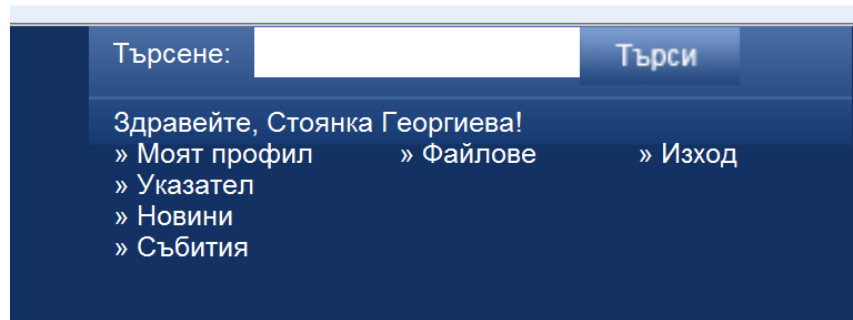 Търсене: Търси
Здравейте, Стоянка Георгиева!
» Моят профил » Файлове » Изход
» Указател
» Новини
» Събития